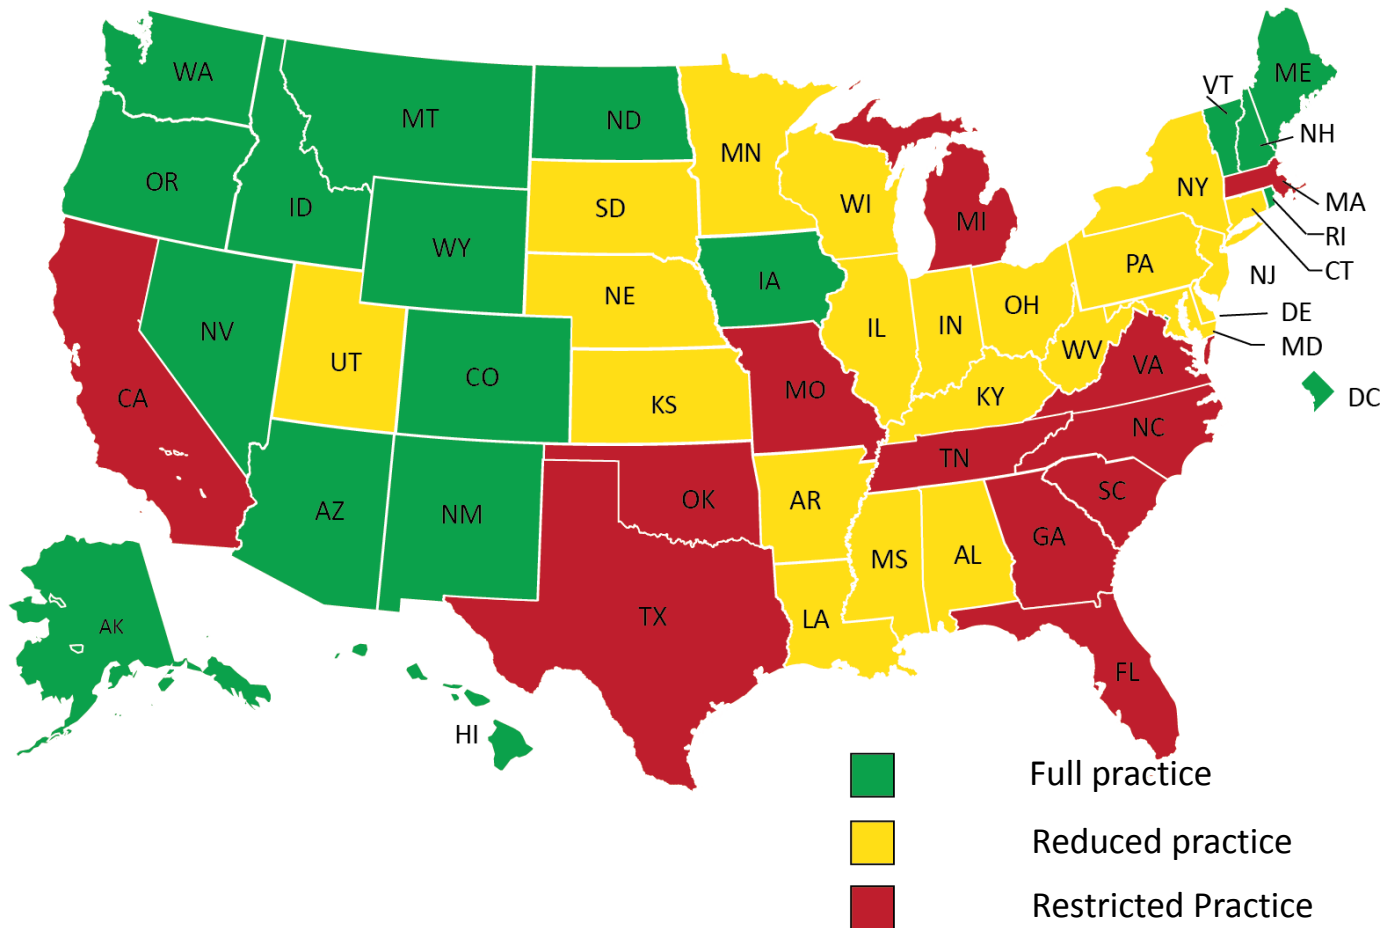 WA
MT
ND
MN
VT
ME
NH
OR
ID
WY
SD
WI
MI
NY
MA
RI
CT
NV
UT
CO
NE
IA
IL
IN
OH
PA
NJ
DE
MD
CA
KS
MO
KY
WV
VA
DC
AZ
NM
OK
AR
TN
NC
SC
MS
AL
GA
AK
TX
LA
FL
HI
Full practice
Reduced practice
Restricted Practice